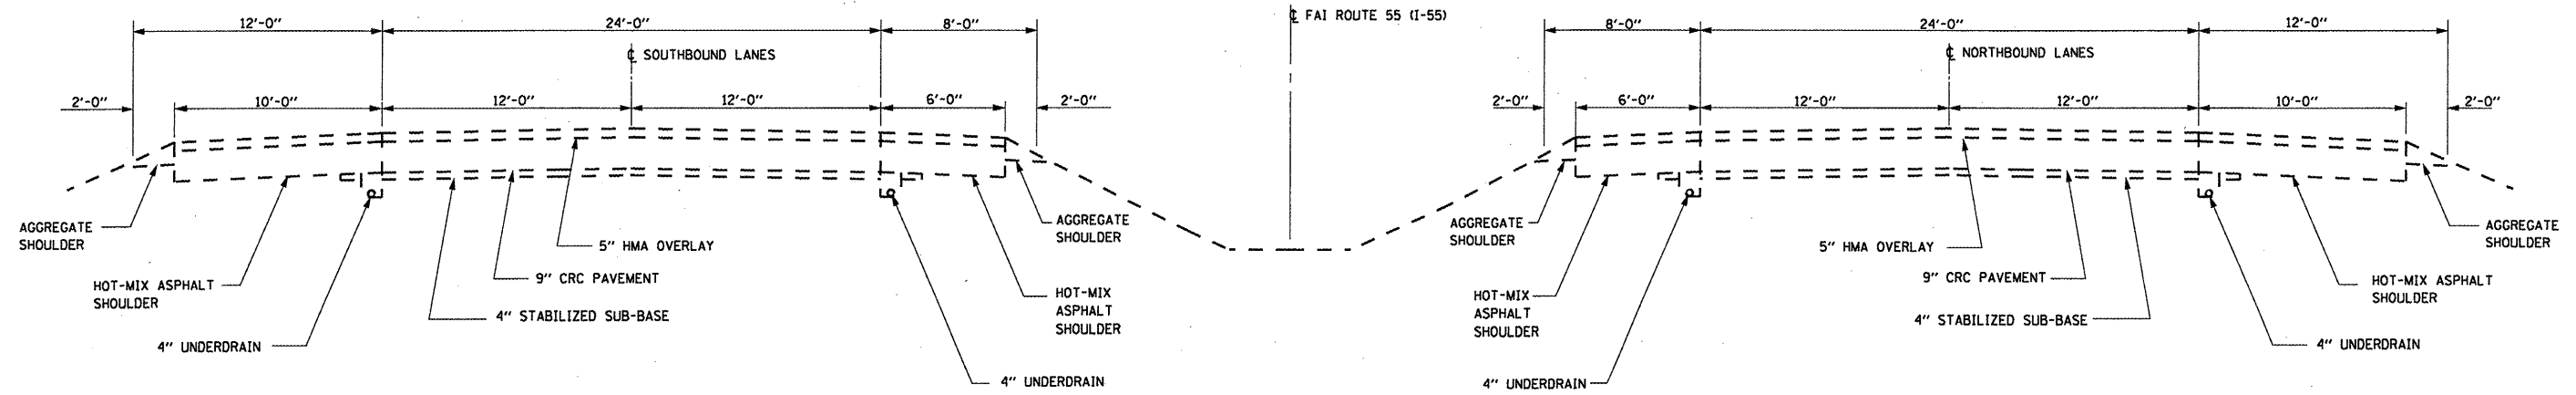 ℄ FAI ROUTE 55 (I-55)
12'-0"
24'-0"
8'-0"
8'-0"
24'-0"
12'-0"
℄ SOUTHBOUND LANES
℄ NORTHBOUND LANES
2'-0"
10'-0"
12'-0"
12'-0"
6'-0"
2'-0"
2'-0"
6'-0"
12'-0"
12'-0"
10'-0"
2'-0"
AGGREGATE
SHOULDER
HOT-MIX ASPHALT
SHOULDER
4" UNDERDRAIN
5" HMA OVERLAY
9" CRC PAVEMENT
4" STABILIZED SUB-BASE
AGGREGATE
SHOULDER
HOT-MIX
ASPHALT
SHOULDER
4" UNDERDRAIN
AGGREGATE
SHOULDER
HOT-MIX
ASPHALT
SHOULDER
4" UNDERDRAIN
5" HMA OVERLAY
9" CRC PAVEMENT
4" STABILIZED SUB-BASE
AGGREGATE
SHOULDER
HOT-MIX ASPHALT
SHOULDER
4" UNDERDRAIN